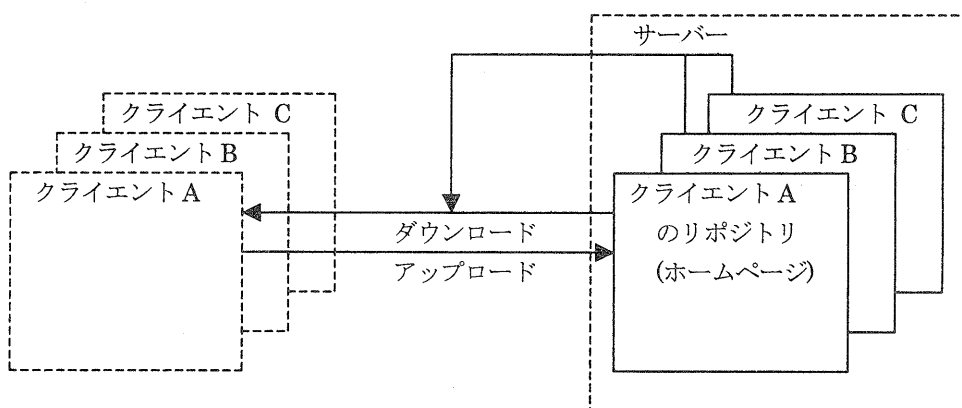 サーバー
クライエント C
クライエント B
クライエント A
クライエント C
クライエント B
クライエント A
のリポジトリ
(ホームページ)
ダウンロード
アップロード